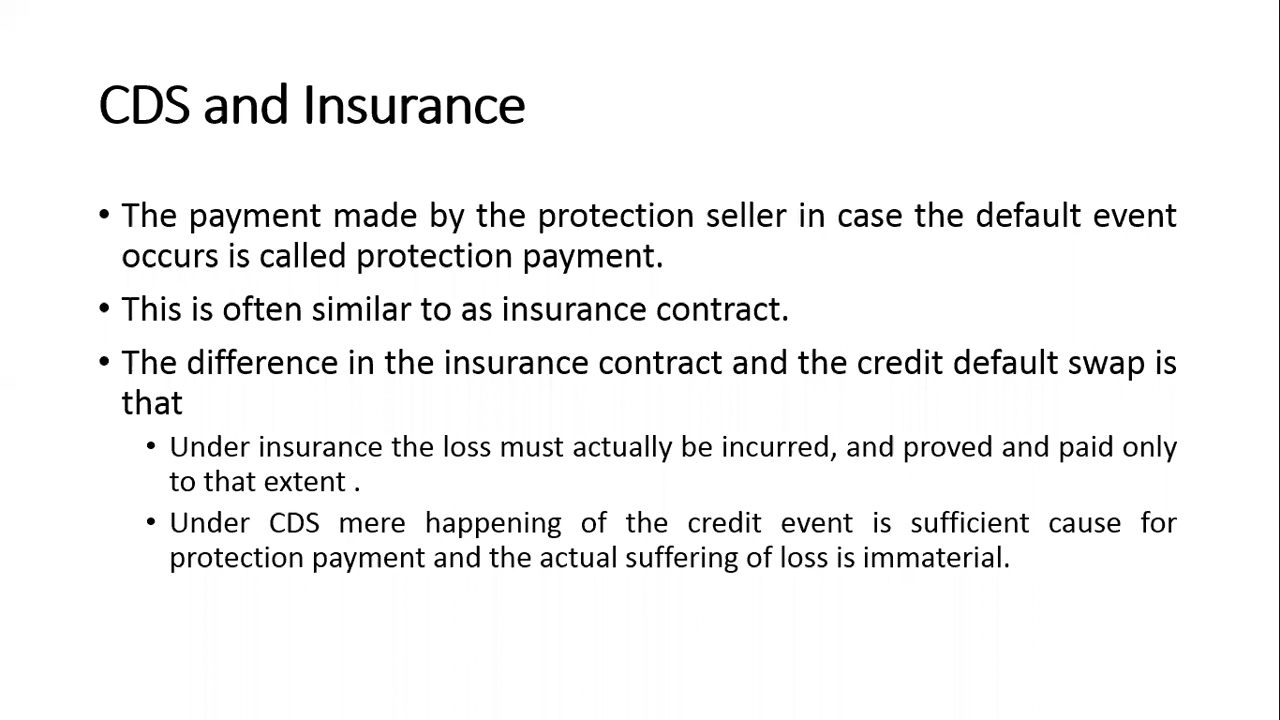 CDS and Insurance
• The payment made by the protection seller in case the default event
occurs is called protection payment.
• This is often similar to as insurance contract.
• The difference in the insurance contract and the credit default swap is
that
• Under insurance the loss must actually be incurred, and proved and paid only
to that extent .
• Under CDS mere happening of the credit event is sufficient cause for
protection payment and the actual suffering of loss is immaterial.